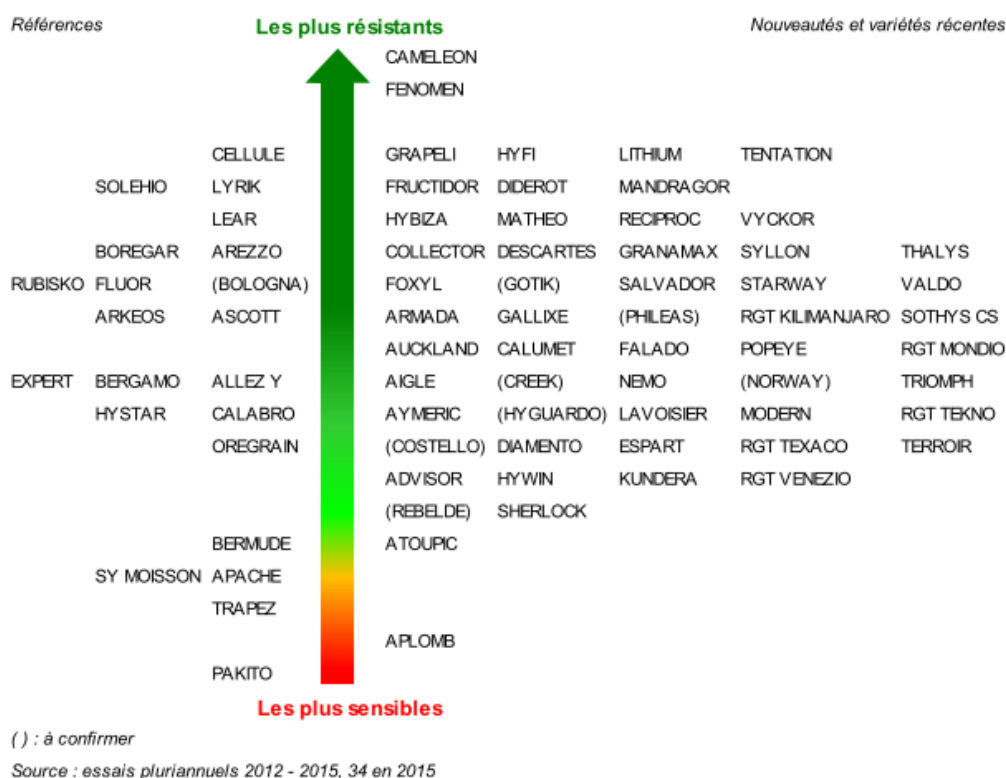 Références Les plus résistants Nouveautés et variétés récentes
CAMELEON
FENOMEN
CELLULE GRAPELI HYFI LITHIUM TENTATION
SOLEHIO LYRIK FRUCTIDOR DIDEROT MANDRAGOR
LEAR HYBIZA MATHEO RECIPROC VYCKOR
BOREGAR AREZZO COLLECTOR DESCARTES GRANAMAX SYLLON THALYS
RUBISKO FLUOR (BOLOGNA) FOXYL (GOTIK) SALVADOR STARWAY VALDO
ARKEOS ASCOTT ARMADA GALLIXE (PHILEAS) RGT KILIMANJARO SOTHYS CS
AUCKLAND CALUMET FALADO POPEYE RGT MONDIO
EXPERT BERGAMO ALLEZ Y AIGLE (CREEK) NEMO (NORWAY) TRIOMPH
HYSTAR CALABRO AYMERIC (HYGUARDO) LAVOISIER MODERN RGT TEKNO
OREGRAIN (COSTELLO) DIAMENTO ESPART RGT TEXACO TERROIR
ADVISOR HYWIN KUNDERA RGT VENEZIO
(REBELDE) SHERLOCK
BERMUDE ATOUPIC
SY MOISSON APACHE
TRAPEZ
APLOMB
PAKITO
Les plus sensibles
( ) : à confirmer
Source : essais pluriannuels 2012 - 2015, 34 en 2015